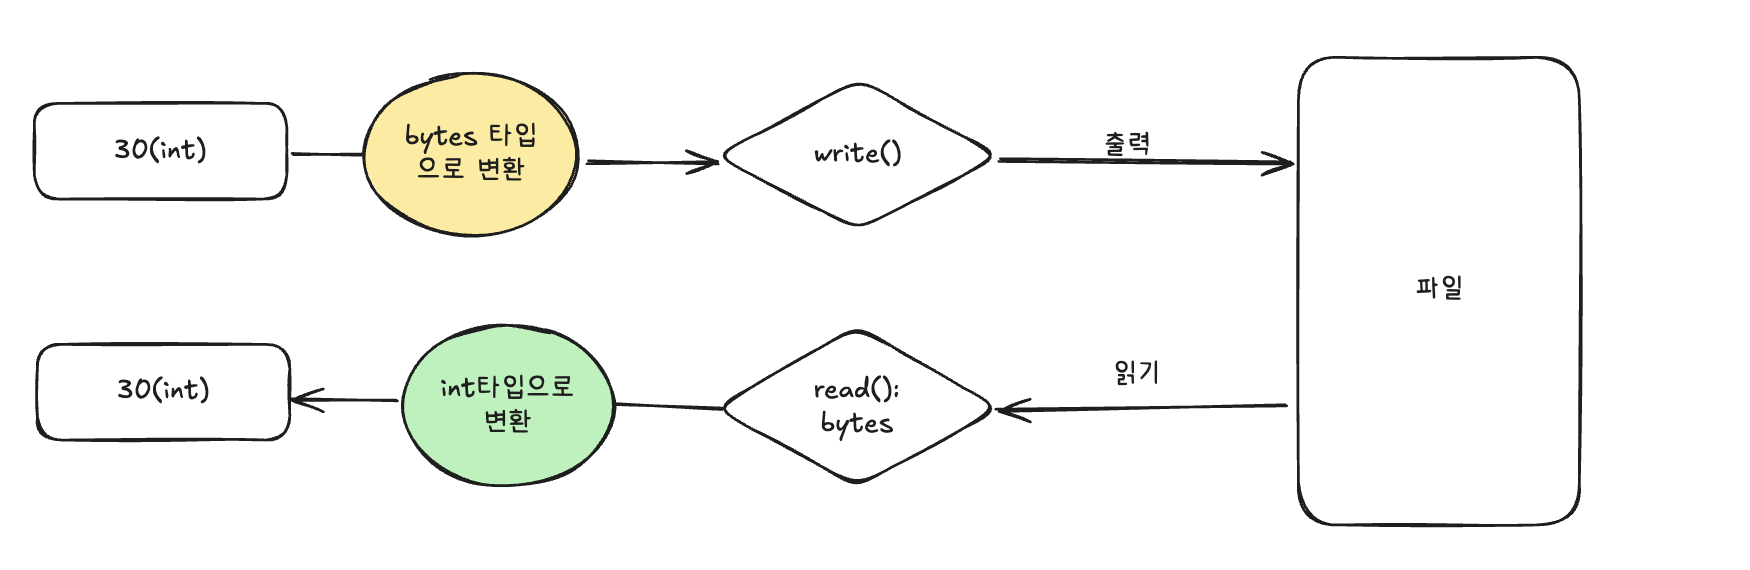 30(int)
bytes 타입
으로 변환
write()
출력
파일
30(int)
int타입으로
변환
read():
bytes
읽기